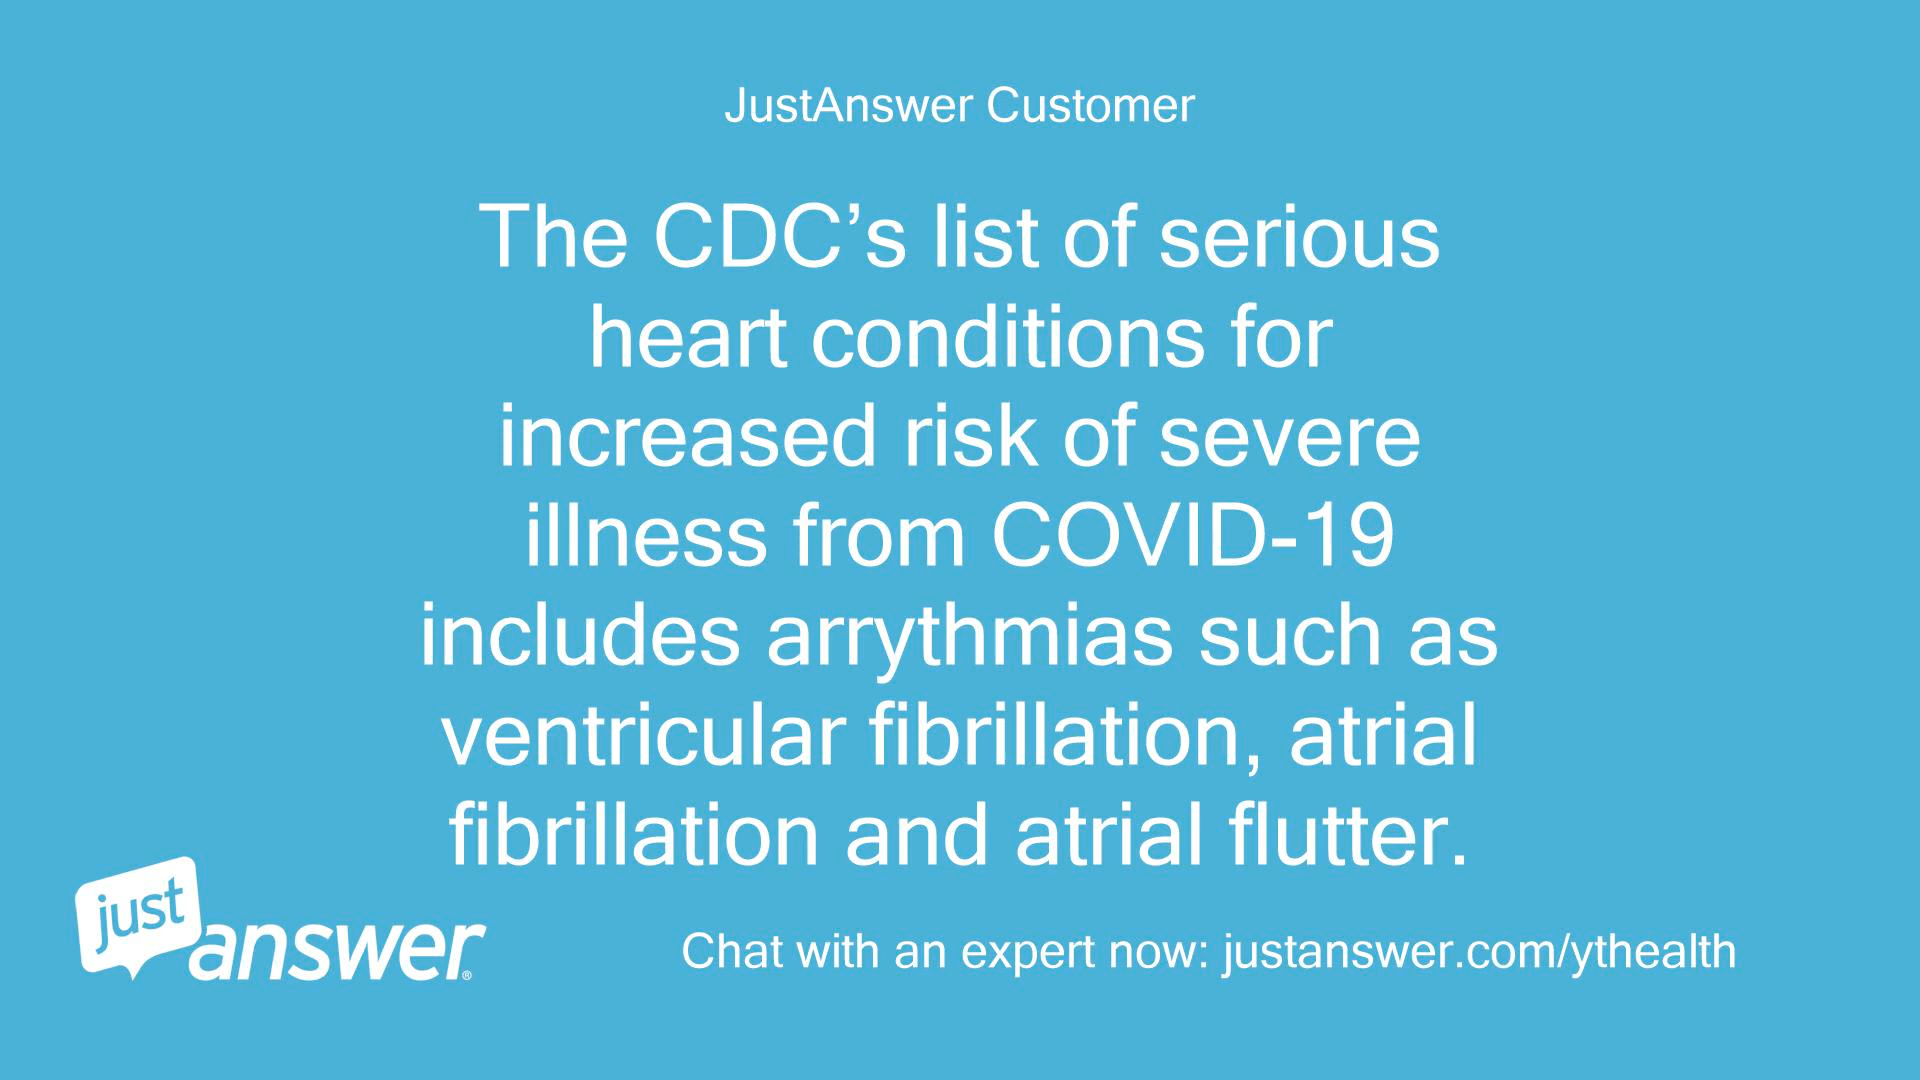 JustAnswer Customer
The CDC’s list of serious
heart conditions for
increased risk of severe
illness from COVID-19
includes arrythmias such as
ventricular fibrillation, atrial
fibrillation and atrial flutter.
just
answer®
Chat with an expert now: justanswer.com/ythealth